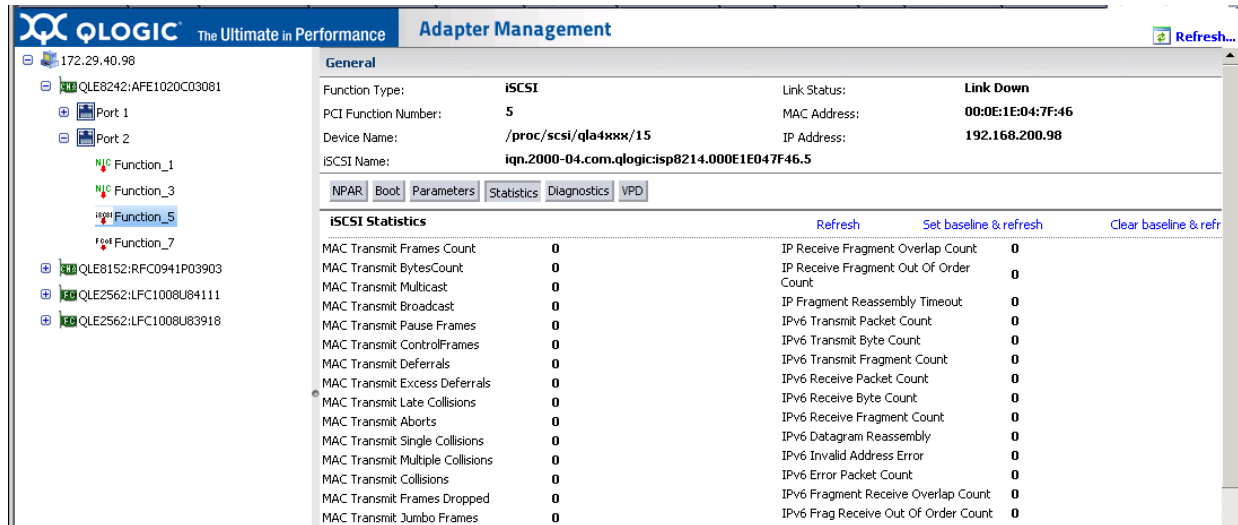 QLOGIC The Ultimate in Performance Adapter Management Refresh...
172.29.40.98
QLE8242:AFE1020C03081
Port 1
Port 2
NIC Function_1
NIC Function_3
iSCSI Function_5
FCoE Function_7
QLE8152:RFC0941P03903
QLE2562:LFC1008U84111
QLE2562:LFC1008U83918
General
Function Type: iSCSI Link Status: Link Down
PCI Function Number: 5 MAC Address: 00:0E:1E:04:7F:46
Device Name: /proc/scsi/qla4xxx/15 IP Address: 192.168.200.98
iSCSI Name: iqn.2000-04.com.qlogic:isp8214.000E1E047F46.5
NPAR Boot Parameters Statistics Diagnostics VPD
iSCSI Statistics Refresh Set baseline & refresh Clear baseline & refr
MAC Transmit Frames Count 0
MAC Transmit BytesCount 0
MAC Transmit Multicast 0
MAC Transmit Broadcast 0
MAC Transmit Pause Frames 0
MAC Transmit ControlFrames 0
MAC Transmit Deferrals 0
MAC Transmit Excess Deferrals 0
MAC Transmit Late Collisions 0
MAC Transmit Aborts 0
MAC Transmit Single Collisions 0
MAC Transmit Multiple Collisions 0
MAC Transmit Collisions 0
MAC Transmit Frames Dropped 0
MAC Transmit Jumbo Frames 0
IP Receive Fragment Overlap Count 0
IP Receive Fragment Out Of Order
Count 0
IP Fragment Reassembly Timeout 0
IPv6 Transmit Packet Count 0
IPv6 Transmit Byte Count 0
IPv6 Transmit Fragment Count 0
IPv6 Receive Packet Count 0
IPv6 Receive Byte Count 0
IPv6 Receive Fragment Count 0
IPv6 Datagram Reassembly 0
IPv6 Invalid Address Error 0
IPv6 Error Packet Count 0
IPv6 Fragment Receive Overlap Count 0
IPv6 Frag Receive Out Of Order Count 0